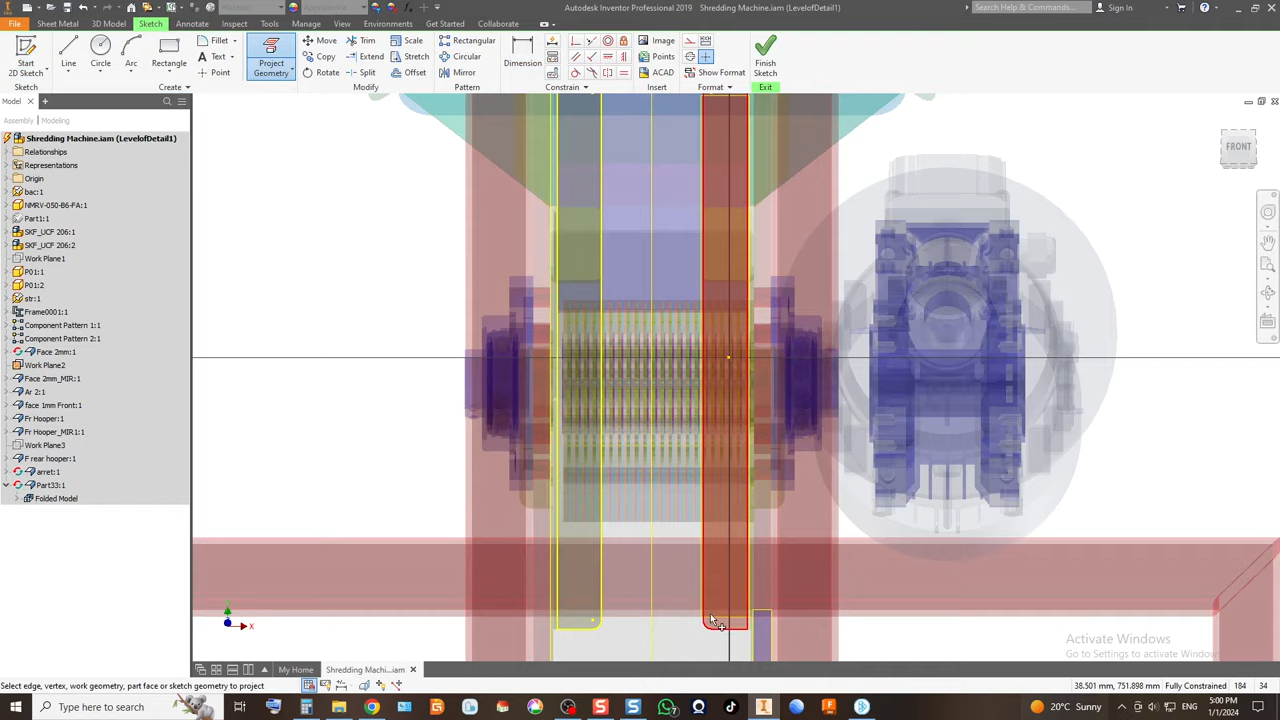 Material
Appearance
Autodesk Inventor Professional 2019 Shredding Machine.iam (LevelofDetail1)
Search Help & Commands...
Sign In
File
Assembly
3D Model
Sketch
Annotate
Inspect
Tools
Manage
View
Environments
Get Started
Collaborate
Electromechanical
Start
2D Sketch
Line
Circle
Arc
Rectangle
Fillet
Text
Point
Project
Geometry
Move
Copy
Rotate
Trim
Extend
Split
Scale
Stretch
Offset
Rectangular
Circular
Mirror
Dimension
Image
Points
ACAD
Show Format
Finish
Sketch
Sketch
Create
Modify
Pattern
Constrain
Insert
Format
Exit
Model
Assembly
Modeling
Shredding Machine.iam (LevelofDetail1)
Relationships
Representations
Origin
bac:1
NMRV-050-B6-FA:1
Part1:1
SKF_UCF 206:1
SKF_UCF 206:2
Work Plane1
P01:1
P01:2
str:1
Frame0001:1
Component Pattern 1:1
Component Pattern 2:1
Face 2mm:1
Work Plane2
Face 2mm_MIR:1
Ar 2:1
face 1mm Front:1
Fr Hooper:1
Fr Hooper_MIR1:1
Work Plane3
F rear hooper:1
arret:1
Part33:1
Folded Model
FRONT
Y
X
Activate Windows
Go to Settings to activate Windows.
My Home
Shredding Machi...iam
Select edge, vertex, work geometry, part face or sketch geometry to project
38.501 mm, 751.898 mm
Fully Constrained
184
34
Type here to search
20°C Sunny
5:00 PM
1/1/2024